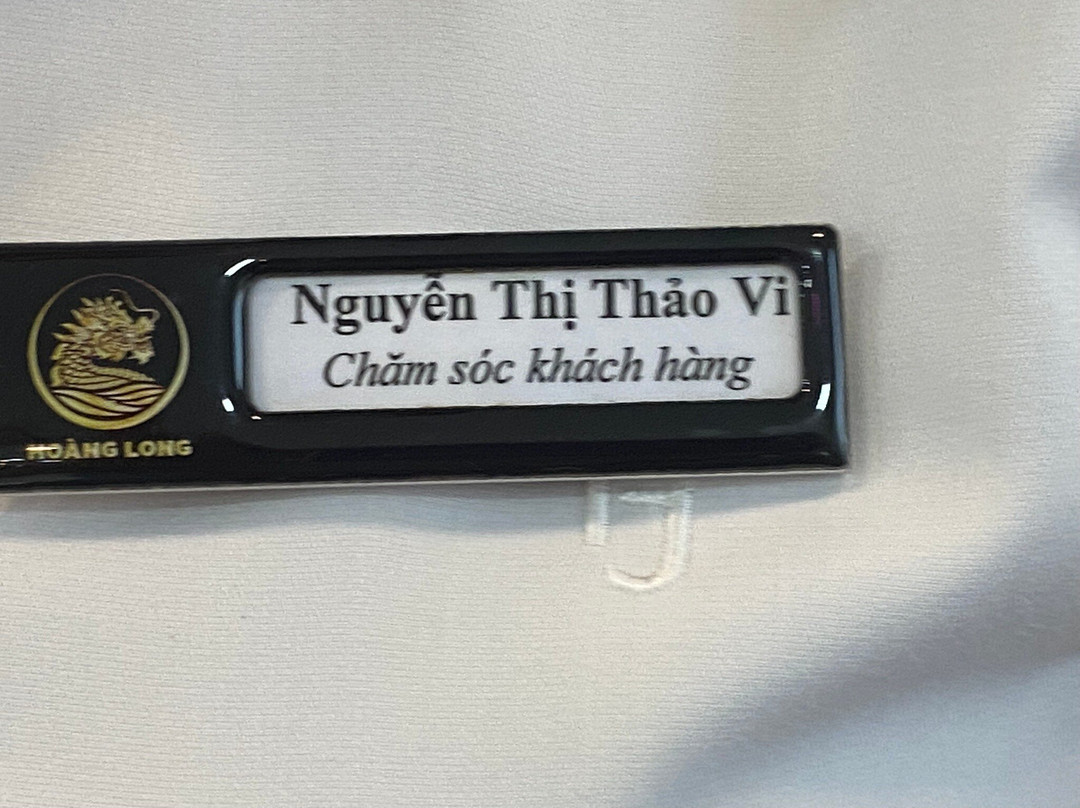 Nguyễn Thị Thảo Vi
Chăm sóc khách hàng
HOÀNG LONG